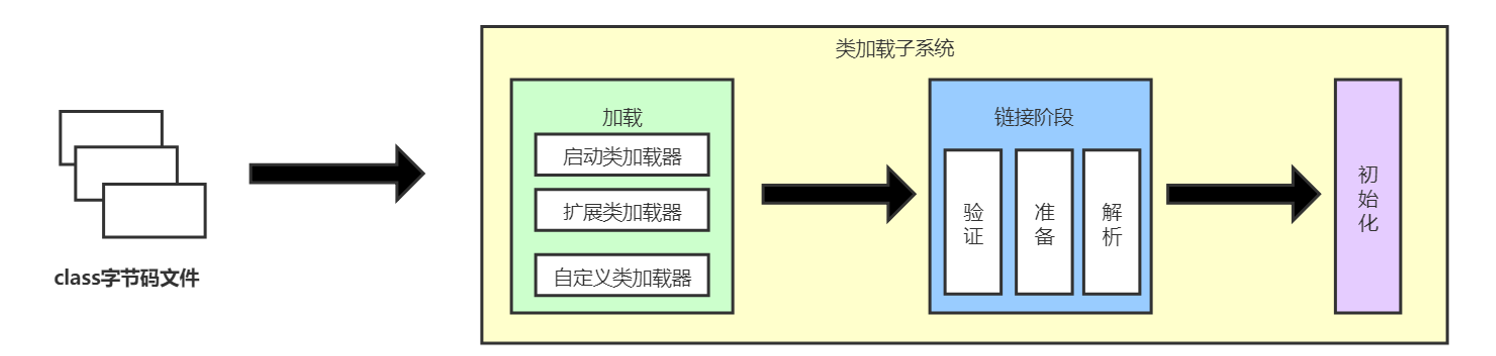 类加载子系统
加载
启动类加载器
扩展类加载器
自定义类加载器
链接阶段
验证
准备
解析
初始化
class字节码文件